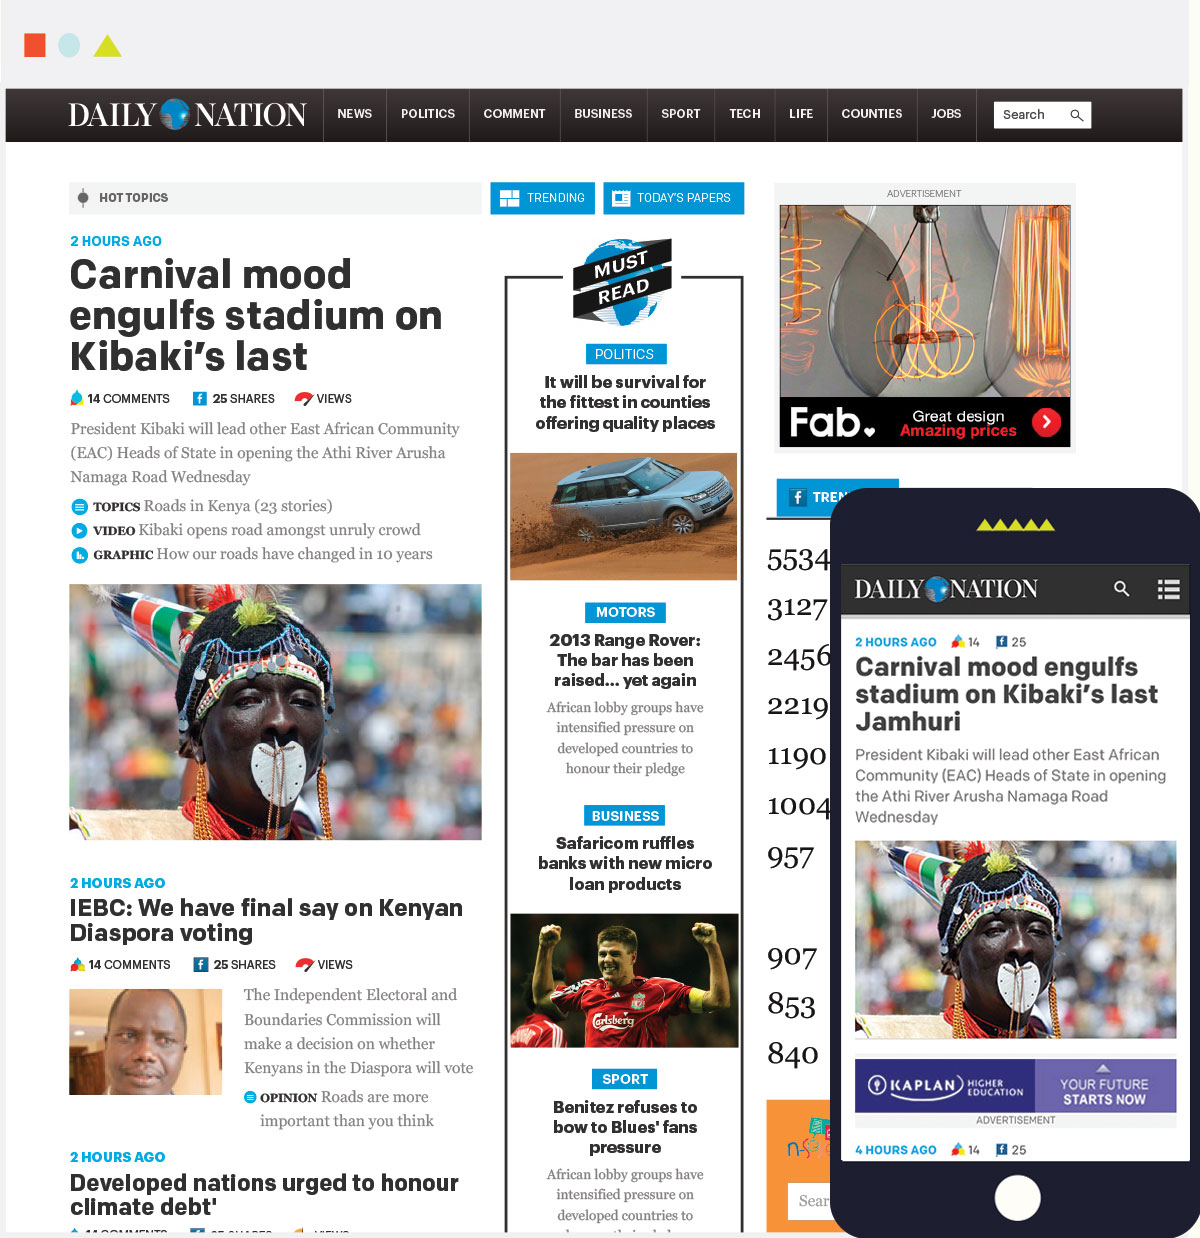 DAILY NATION
NEWS
POLITICS
COMMENT
BUSINESS
SPORT
TECH
LIFE
COUNTIES
JOBS
Search
HOT TOPICS
2 HOURS AGO
Carnival mood
engulfs stadium on
Kibaki's last
14 COMMENTS
25 SHARES
VIEWS
President Kibaki will lead other East African Community
(EAC) Heads of State in opening the Athi River Arusha
Namaga Road Wednesday
TOPICS Roads in Kenya (23 stories)
VIDEO Kibaki opens road amongst unruly crowd
GRAPHIC How our roads have changed in 10 years
2 HOURS AGO
IEBC: We have final say on Kenyan
Diaspora voting
14 COMMENTS
25 SHARES
VIEWS
The Independent Electoral and
Boundaries Commission will
make a decision on whether
Kenyans in the Diaspora will vote
OPINION Roads are more
important than you think
2 HOURS AGO
Developed nations urged to honour
climate debt'
14 COMMENTS
25 SHARES
VIEWS
TRENDING
TODAY'S PAPERS
MUST
READ
POLITICS
It will be survival for
the fittest in counties
offering quality places
MOTORS
2013 Range Rover:
The bar has been
raised... yet again
African lobby groups have
intensified pressure on
developed countries to
honour their pledge
BUSINESS
Safaricom ruffles
banks with new micro
loan products
Carlsberg
SPORT
Benitez refuses to
bow to Blues' fans
pressure
African lobby groups have
intensified pressure on
developed countries to
ADVERTISEMENT
Fab.
Great design
Amazing prices
TREN
5534
3127
2456
2219
1190
1004
957
907
853
840
Sear
DAILY NATION
2 HOURS AGO
14
25
Carnival mood engulfs
stadium on Kibaki's last
Jamhuri
President Kibaki will lead other East African
Community (EAC) Heads of State in opening
the Athi River Arusha Namaga Road
Wednesday
KAPLAN HIGHER
EDUCATION
YOUR FUTURE
STARTS NOW
ADVERTISEMENT
4 HOURS AGO
14
25